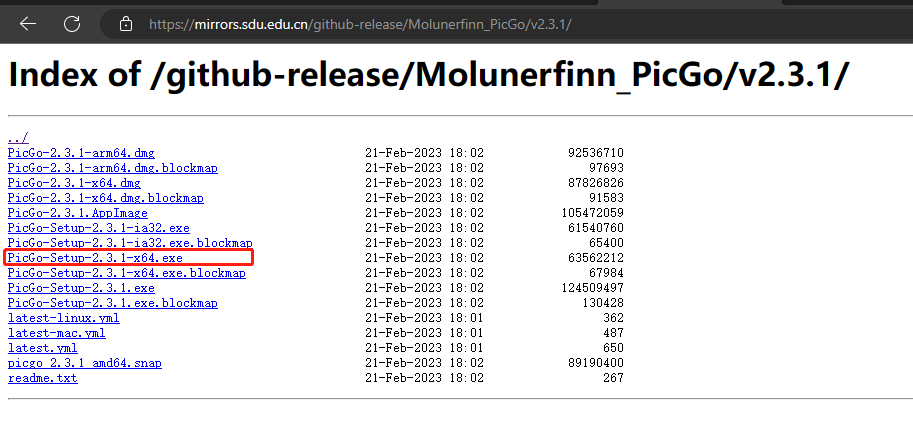 https://mirrors.sdu.edu.cn/github-release/Molunerfinn_PicGo/v2.3.1/
Index of /github-release/Molunerfinn_PicGo/v2.3.1/
../
PicGo-2.3.1-arm64.dmg 21-Feb-2023 18:02 92536710
PicGo-2.3.1-arm64.dmg.blockmap 21-Feb-2023 18:02 97693
PicGo-2.3.1-x64.dmg 21-Feb-2023 18:02 87826826
PicGo-2.3.1-x64.dmg.blockmap 21-Feb-2023 18:02 91583
PicGo-2.3.1.AppImage 21-Feb-2023 18:02 105472059
PicGo-Setup-2.3.1-ia32.exe 21-Feb-2023 18:02 61540760
PicGo-Setup-2.3.1-ia32.exe.blockmap 21-Feb-2023 18:02 65400
PicGo-Setup-2.3.1-x64.exe 21-Feb-2023 18:02 63562212
PicGo-Setup-2.3.1-x64.exe.blockmap 21-Feb-2023 18:02 67984
PicGo-Setup-2.3.1.exe 21-Feb-2023 18:02 124509497
PicGo-Setup-2.3.1.exe.blockmap 21-Feb-2023 18:02 130428
latest-linux.yml 21-Feb-2023 18:01 362
latest-mac.yml 21-Feb-2023 18:01 487
latest.yml 21-Feb-2023 18:01 650
picgo_2.3.1_amd64.snap 21-Feb-2023 18:02 89190400
readme.txt 21-Feb-2023 18:02 267